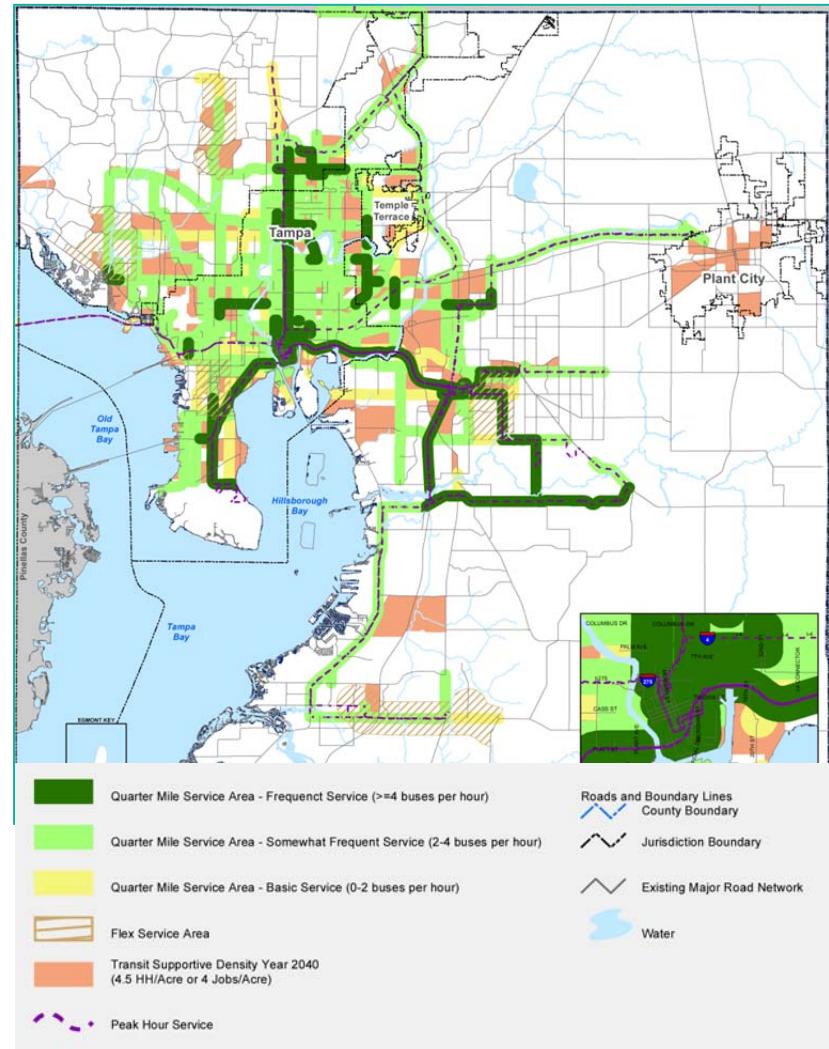 Temple
Terrace
Tampa
Plant City
Old
Tampa
Bay
Hillsborough
Bay
Pinellas County
Tampa
Bay
EGMONT KEY
COLUMBUS DR
COLUMBUS DR
4
I-4
PALM AVE
7TH AVE
275
I-275
CASS ST
Quarter Mile Service Area - Frequenct Service (>=4 buses per hour)
Quarter Mile Service Area - Somewhat Frequent Service (2-4 buses per hour)
Quarter Mile Service Area - Basic Service (0-2 buses per hour)
Flex Service Area
Transit Supportive Density Year 2040
(4.5 HH/Acre or 4 Jobs/Acre)
Peak Hour Service
Roads and Boundary Lines
County Boundary
Jurisdiction Boundary
Existing Major Road Network
Water